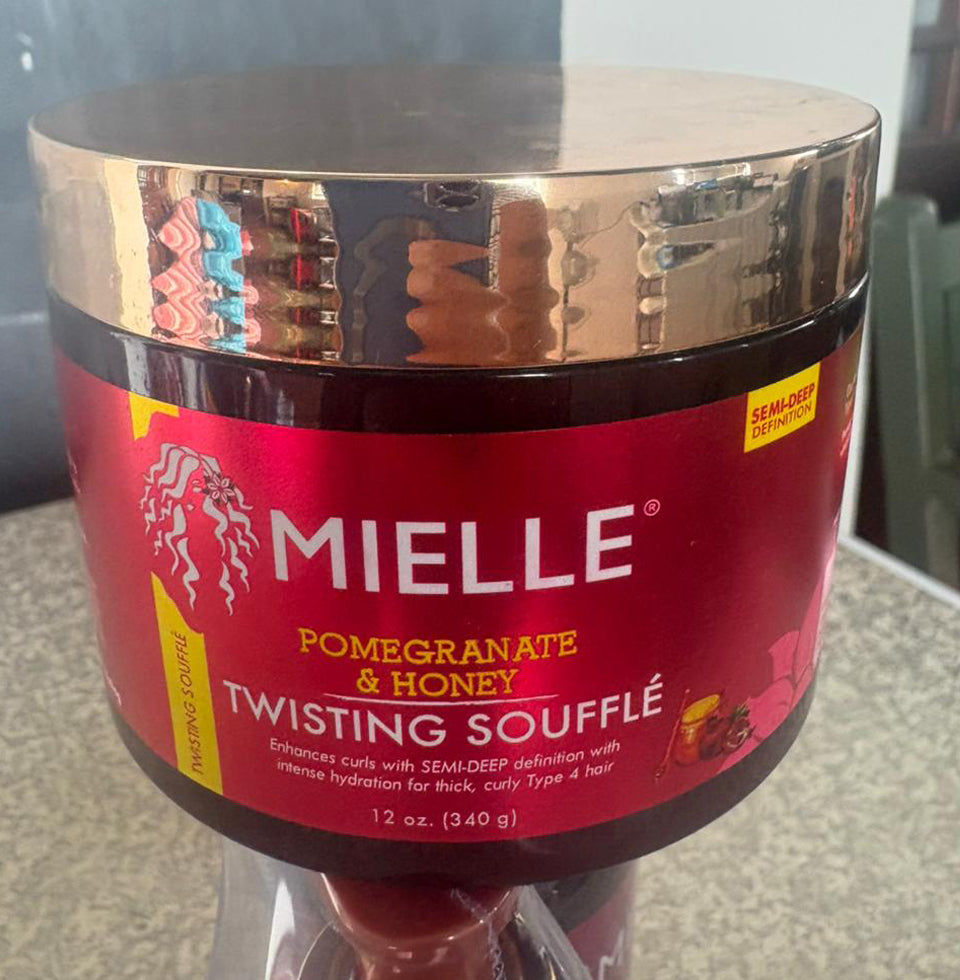 SEMI-DEEP
DEFINITION
MIELLE®
POMEGRANATE
& HONEY
TWISTING SOUFFLÉ
TWISTING SOUFFLÉ
Enhances curls with SEMI-DEEP definition with
intense hydration for thick, curly Type 4 hair
12 oz. (340 g)